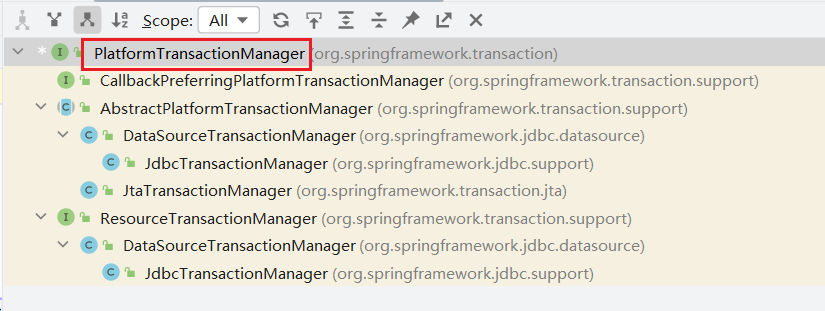 Scope: All
PlatformTransactionManager (org.springframework.transaction)
CallbackPreferringPlatformTransactionManager (org.springframework.transaction.support)
AbstractPlatformTransactionManager (org.springframework.transaction.support)
DataSourceTransactionManager (org.springframework.jdbc.datasource)
JdbcTransactionManager (org.springframework.jdbc.support)
JtaTransactionManager (org.springframework.transaction.jta)
ResourceTransactionManager (org.springframework.transaction.support)
DataSourceTransactionManager (org.springframework.jdbc.datasource)
JdbcTransactionManager (org.springframework.jdbc.support)